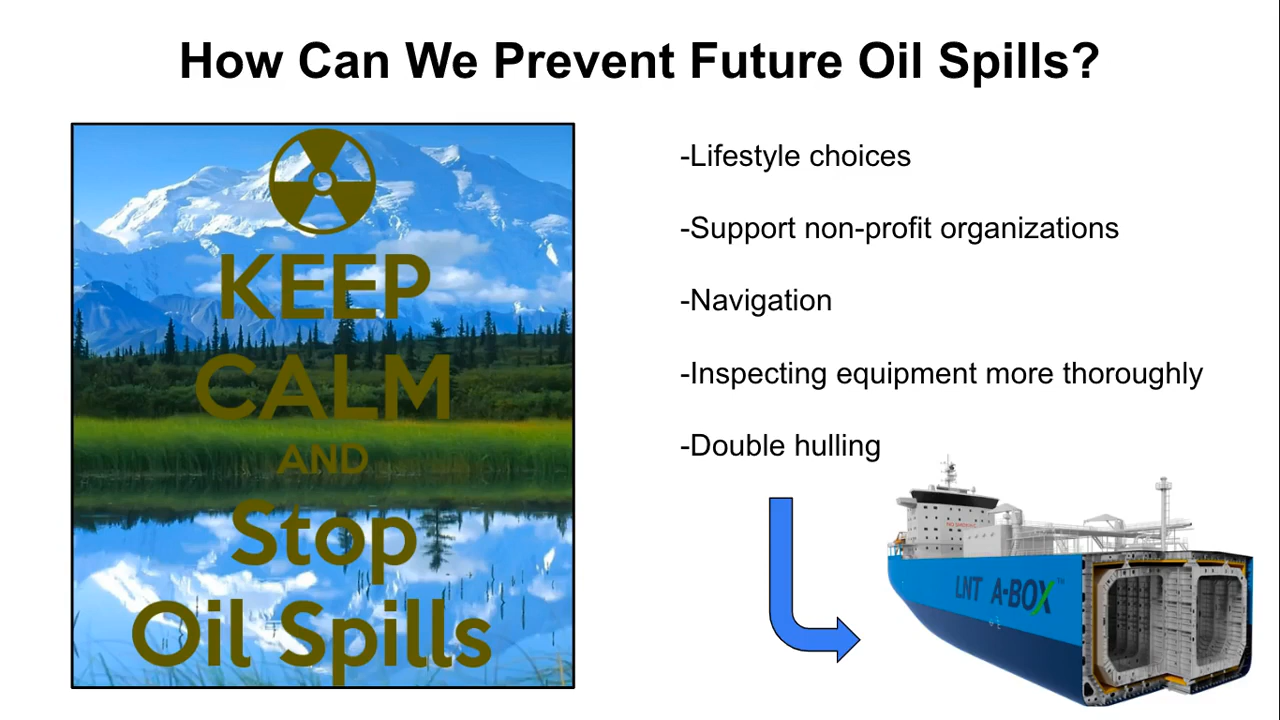 How Can We Prevent Future Oil Spills?
KEEP
CALM
AND
Stop
Oil Spills
-Lifestyle choices
-Support non-profit organizations
-Navigation
-Inspecting equipment more thoroughly
-Double hulling
LNT A-BOX™